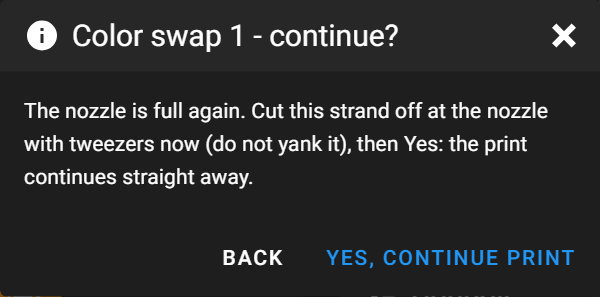 Color swap 1 - continue?
The nozzle is full again. Cut this strand off at the nozzle
with tweezers now (do not yank it), then Yes: the print
continues straight away.
BACK YES, CONTINUE PRINT